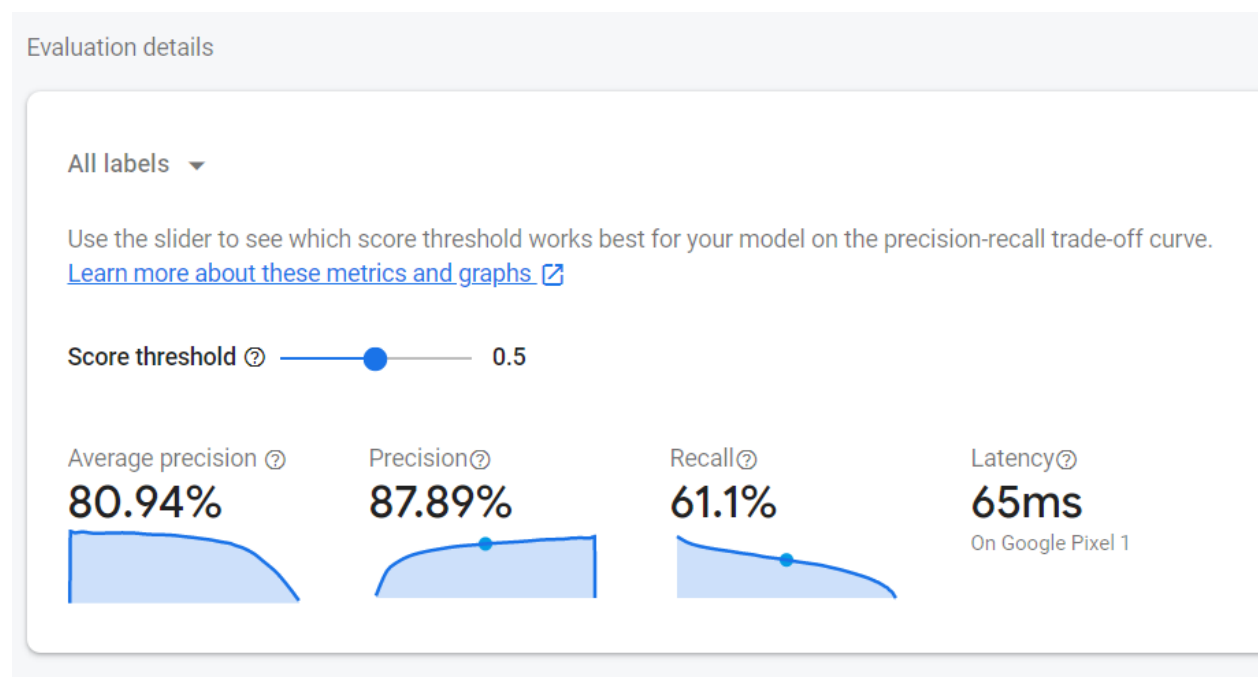 Evaluation details
All labels
Use the slider to see which score threshold works best for your model on the precision-recall trade-off curve.
Learn more about these metrics and graphs
Score threshold 0.5
Average precision Precision Recall Latency
80.94% 87.89% 61.1% 65ms
On Google Pixel 1